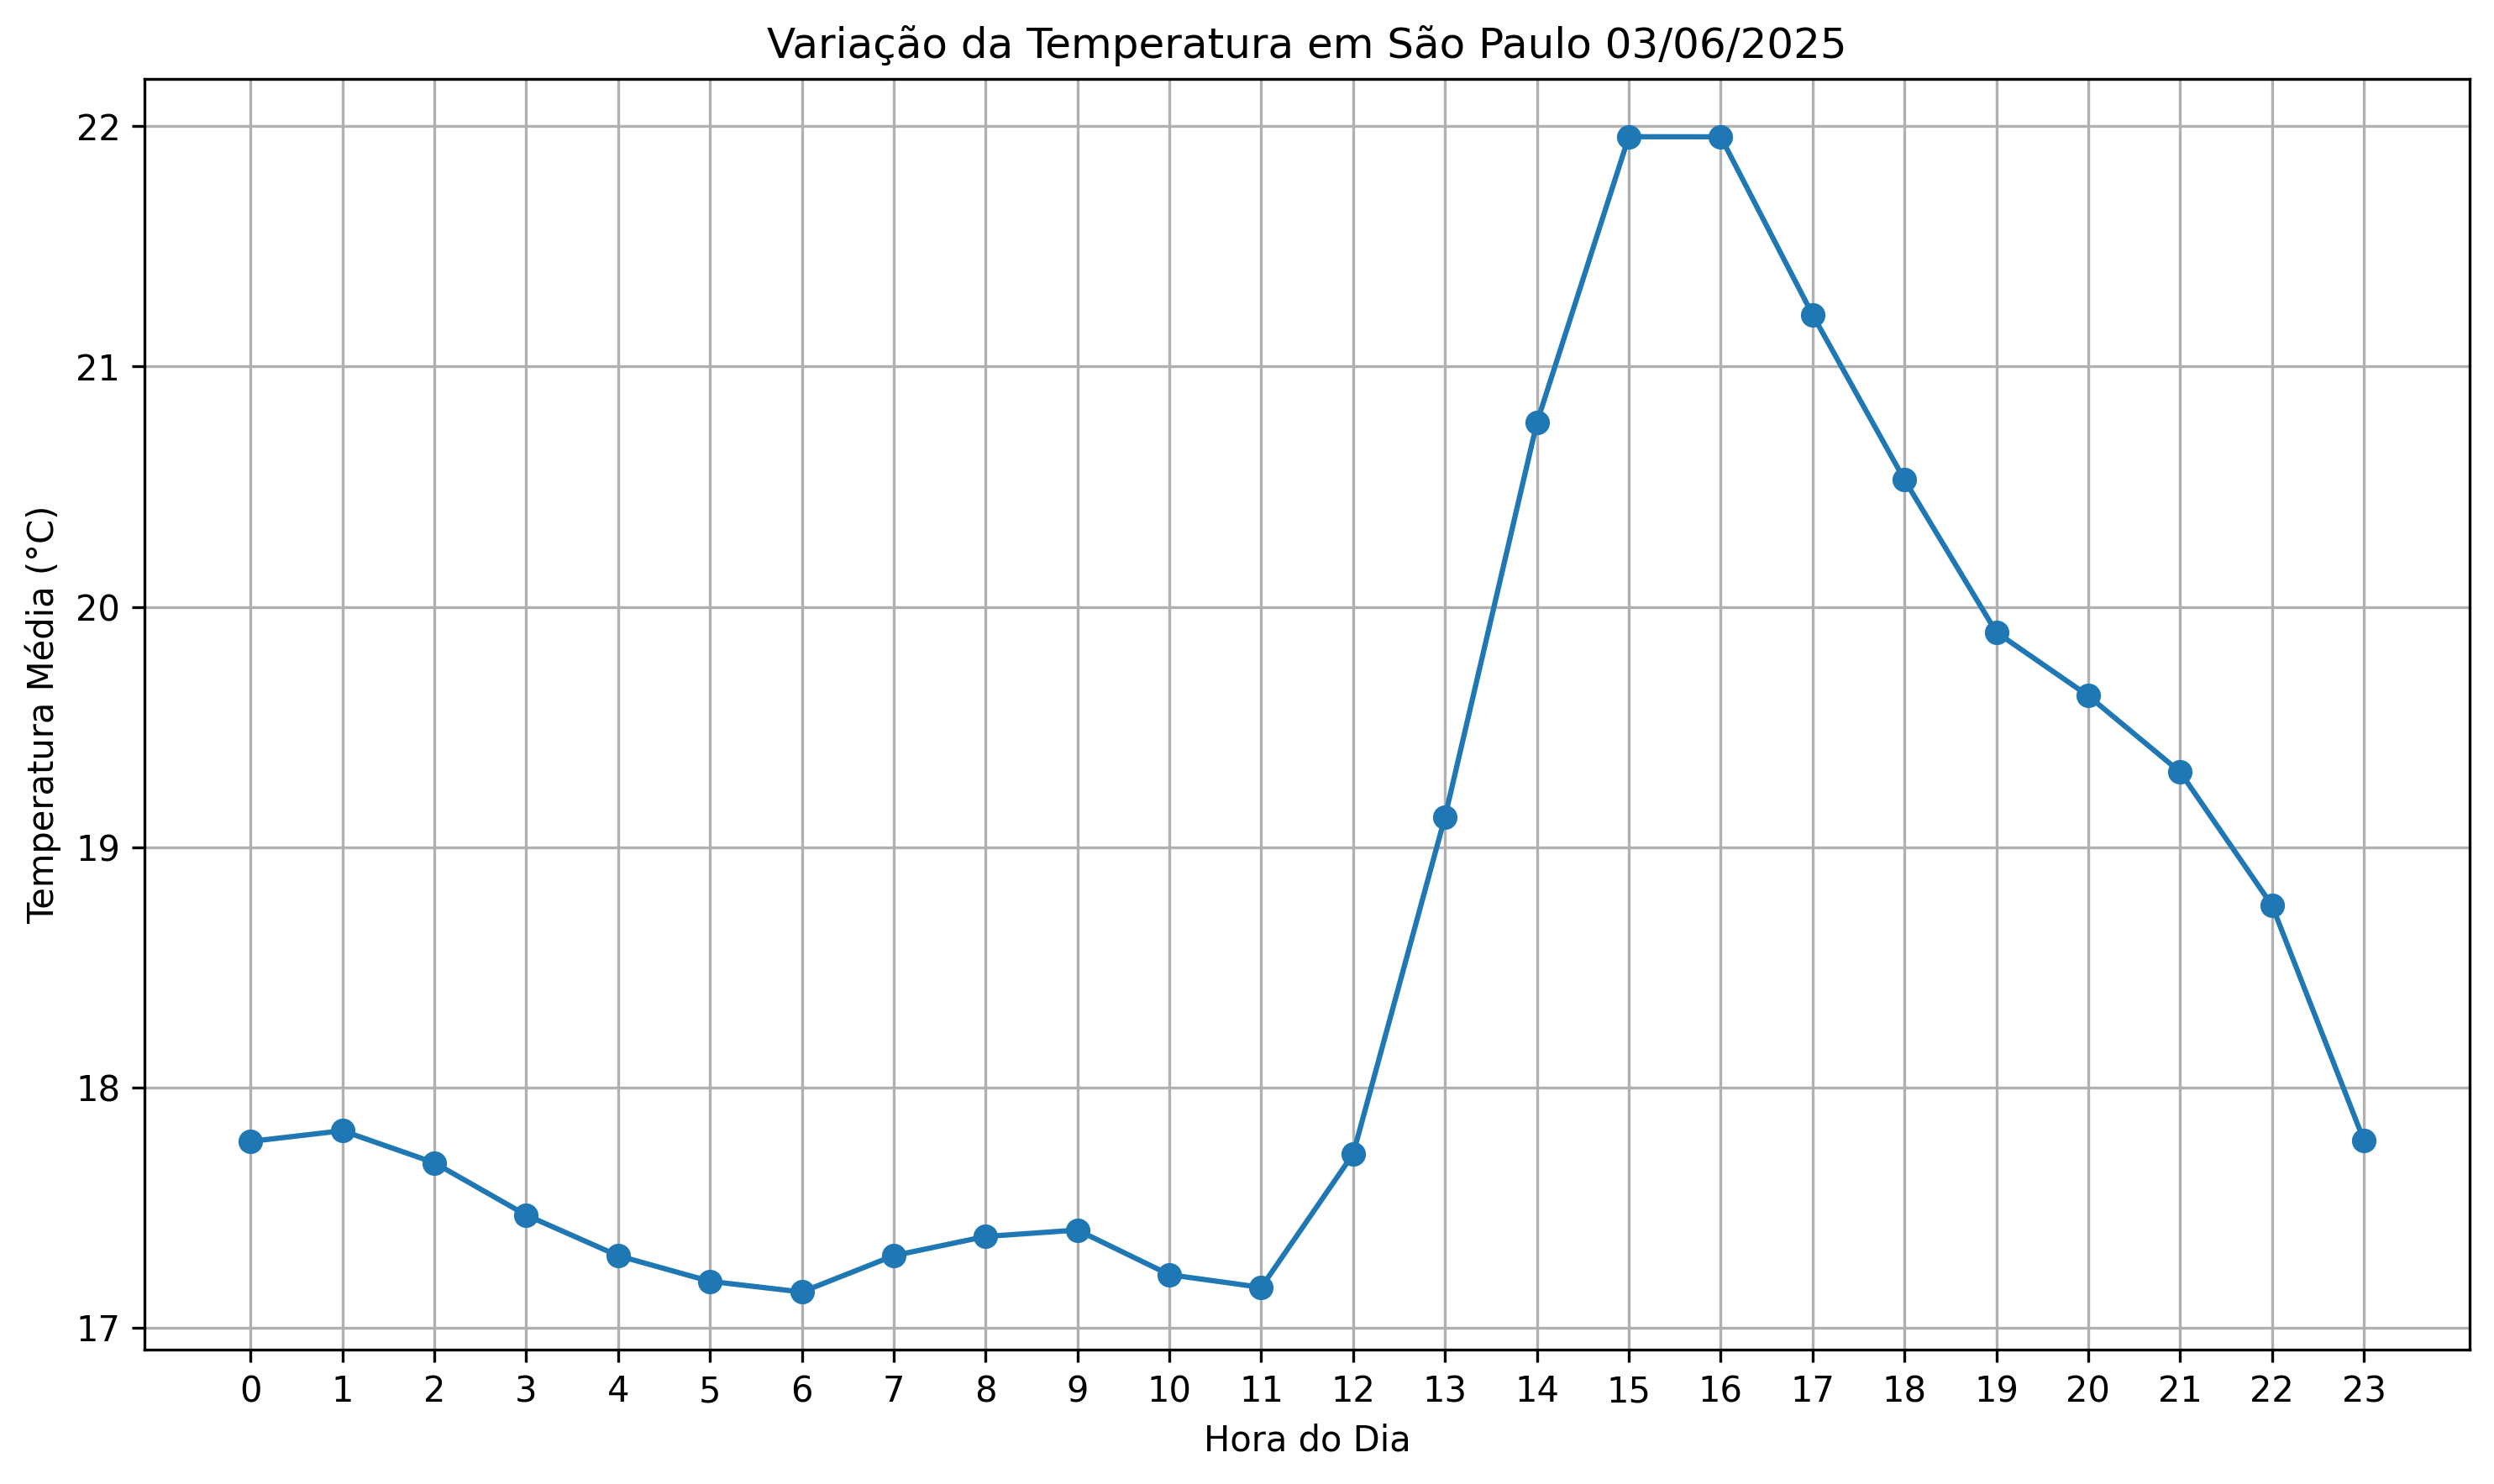 Variação da Temperatura em São Paulo 03/06/2025
Temperatura Média (°C)
22
21
20
19
18
17
0 1 2 3 4 5 6 7 8 9 10 11 12 13 14 15 16 17 18 19 20 21 22 23
Hora do Dia